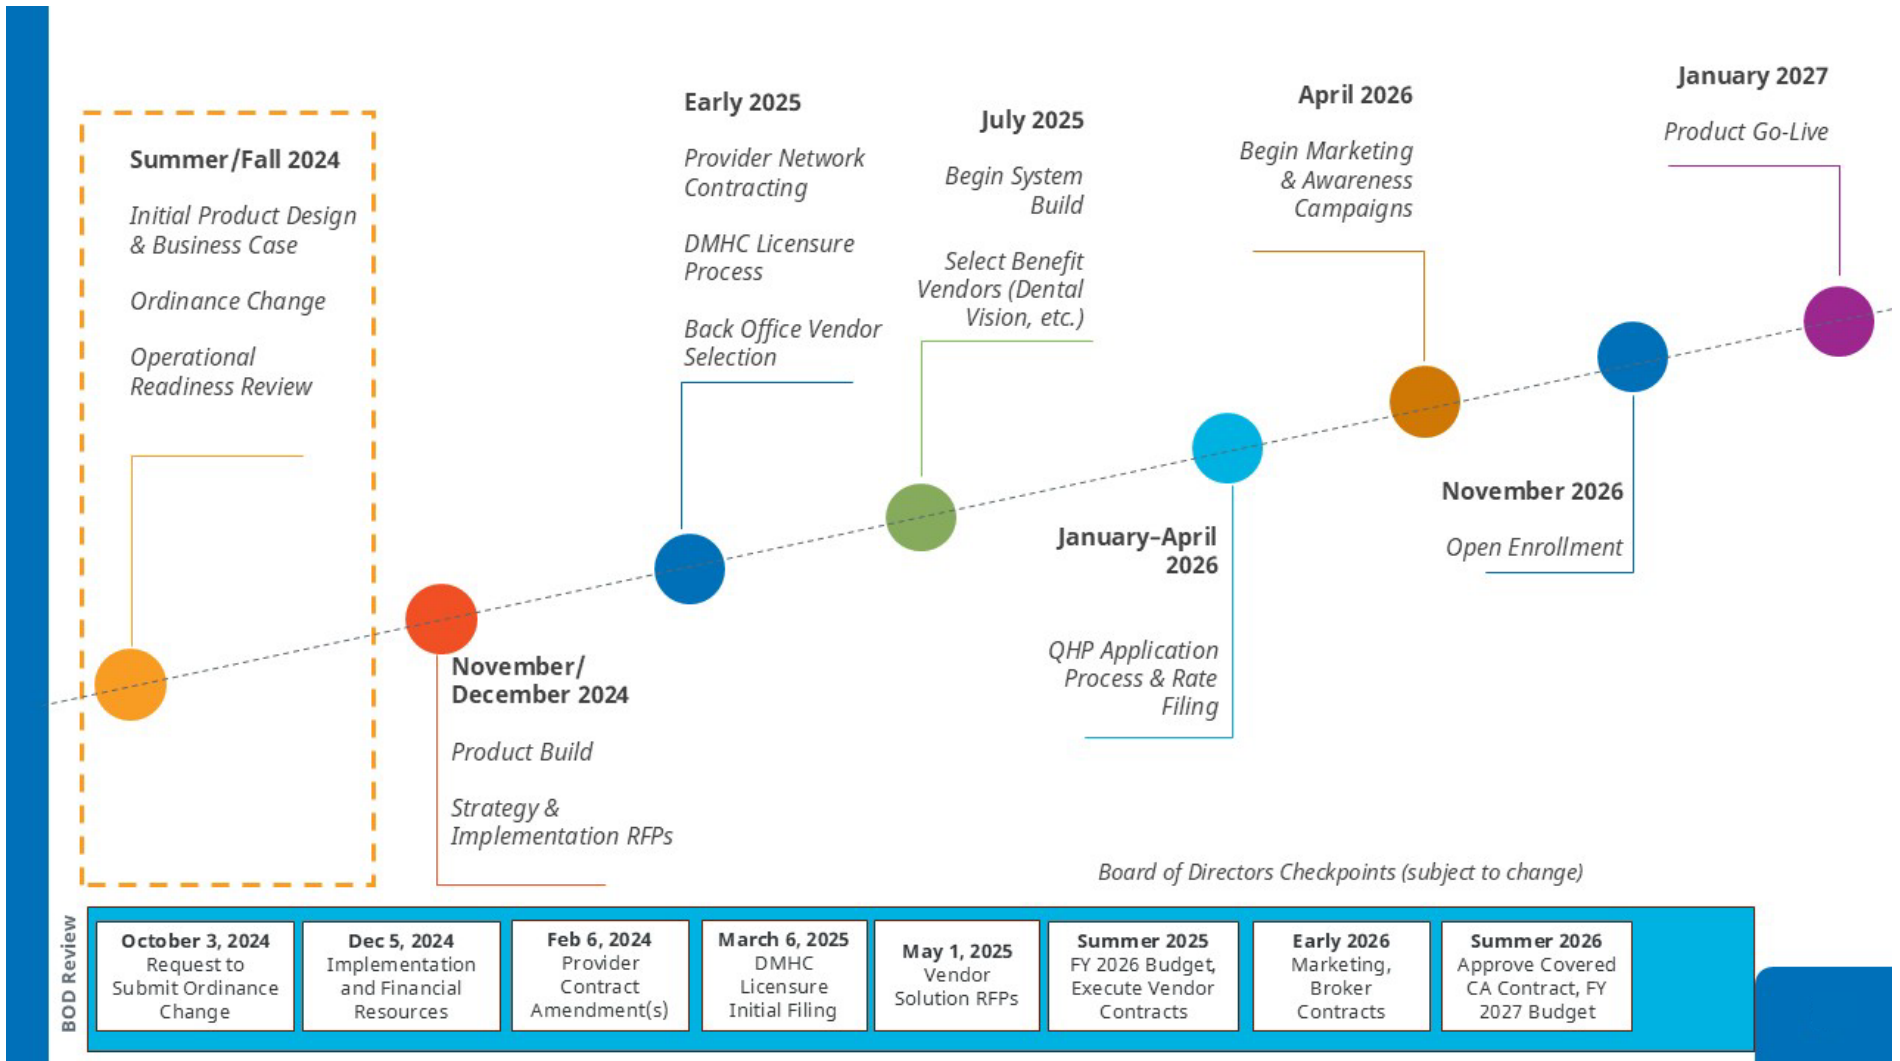 Summer/Fall 2024
Initial Product Design
& Business Case
Ordinance Change
Operational
Readiness Review
November/
December 2024
Product Build
Strategy &
Implementation RFPs
Early 2025
Provider Network
Contracting
DMHC Licensure
Process
Back Office Vendor
Selection
July 2025
Begin System
Build
Select Benefit
Vendors (Dental
Vision, etc.)
January–April
2026
QHP Application
Process & Rate
Filing
April 2026
Begin Marketing
& Awareness
Campaigns
November 2026
Open Enrollment
January 2027
Product Go-Live
Board of Directors Checkpoints (subject to change)
BOD Review
October 3, 2024
Request to
Submit Ordinance
Change
Dec 5, 2024
Implementation
and Financial
Resources
Feb 6, 2024
Provider
Contract
Amendment(s)
March 6, 2025
DMHC
Licensure
Initial Filing
May 1, 2025
Vendor
Solution RFPs
Summer 2025
FY 2026 Budget,
Execute Vendor
Contracts
Early 2026
Marketing,
Broker
Contracts
Summer 2026
Approve Covered
CA Contract, FY
2027 Budget